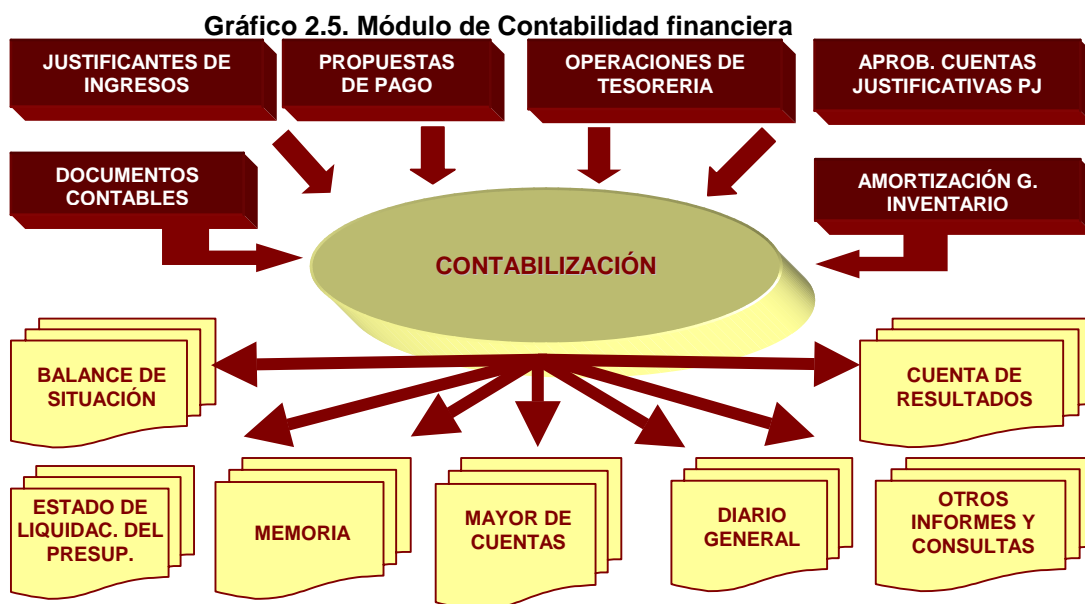 Gráfico 2.5. Módulo de Contabilidad financiera
JUSTIFICANTES DE
INGRESOS
PROPUESTAS
DE PAGO
OPERACIONES DE
TESORERIA
APROB. CUENTAS
JUSTIFICATIVAS PJ
DOCUMENTOS
CONTABLES
AMORTIZACIÓN G.
INVENTARIO
CONTABILIZACIÓN
BALANCE DE
SITUACIÓN
CUENTA DE
RESULTADOS
ESTADO DE
LIQUIDAC. DEL
PRESUP.
MEMORIA
MAYOR DE
CUENTAS
DIARIO
GENERAL
OTROS
INFORMES Y
CONSULTAS